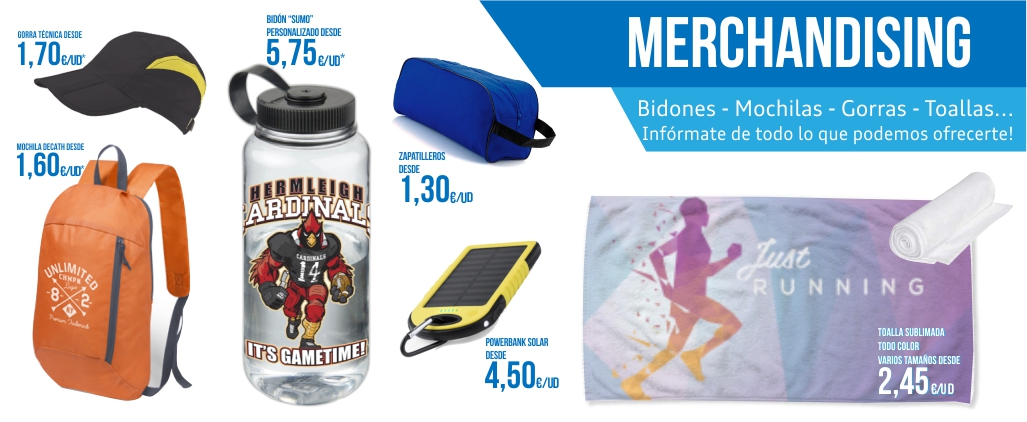 GORRA TÉCNICA DESDE
1,70€/UD*
BIDÓN "SUMO"
PERSONALIZADO DESDE
5,75€/UD*
MERCHANDISING
Bidones - Mochilas - Gorras - Toallas...
Infórmate de todo lo que podemos ofrecerte!
MOCHILA DECATH DESDE
1,60€/UD*
ZAPATILLEROS
DESDE
1,30€/UD
HERMLEIGH
CARDINALS
CARDINALS
4
IT'S GAMETIME!
UNLIMITED
8 2
POWERBANK SOLAR
DESDE
4,50€/UD
Just
RUNNING
TOALLA SUBLIMADA
TODO COLOR
VARIOS TAMAÑOS DESDE
2,45€/UD